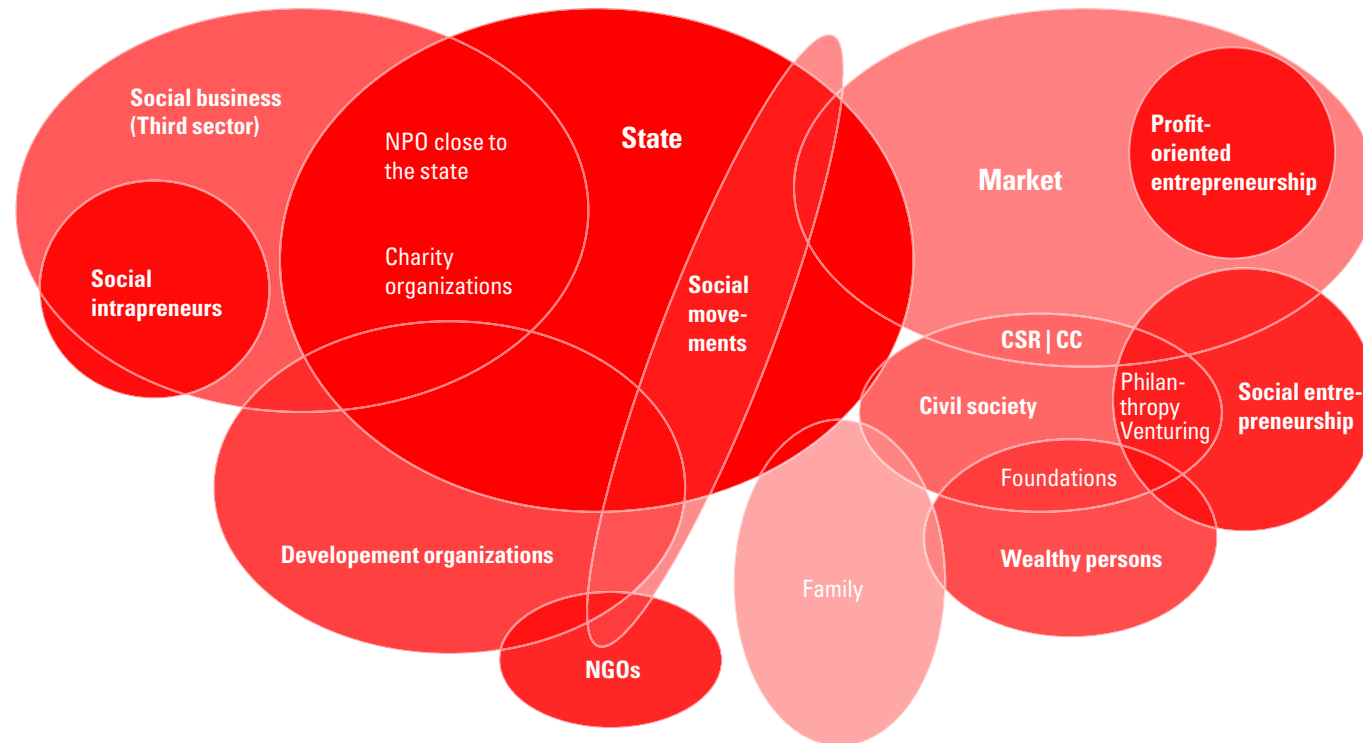 Social business
(Third sector)
NPO close to
the state
State
Charity
organizations
Social
intrapreneurs
Social
move-
ments
Market
Profit-
oriented
entrepreneurship
CSR | CC
Civil society
Philan-
thropy
Venturing
Social entre-
preneurship
Foundations
Wealthy persons
Developement organizations
Family
NGOs